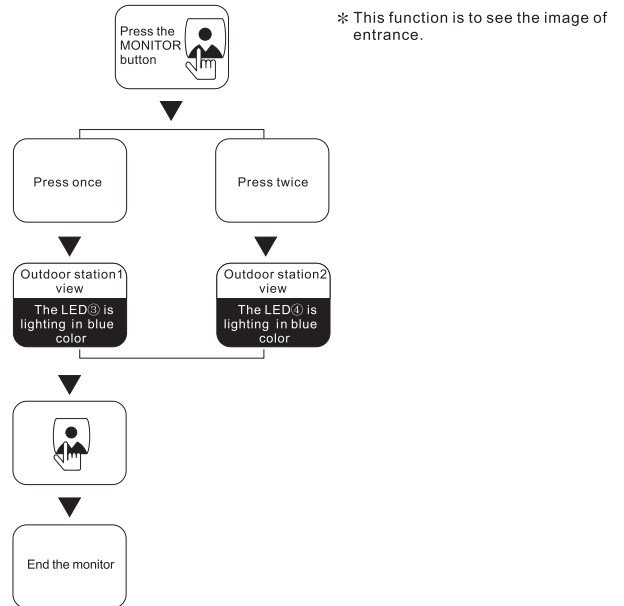 Press the
MONITOR
button
✽ This function is to see the image of
entrance.
Press once
Press twice
Outdoor station1
view
The LED③ is
lighting in blue
color
Outdoor station2
view
The LED④ is
lighting in blue
color
End the monitor